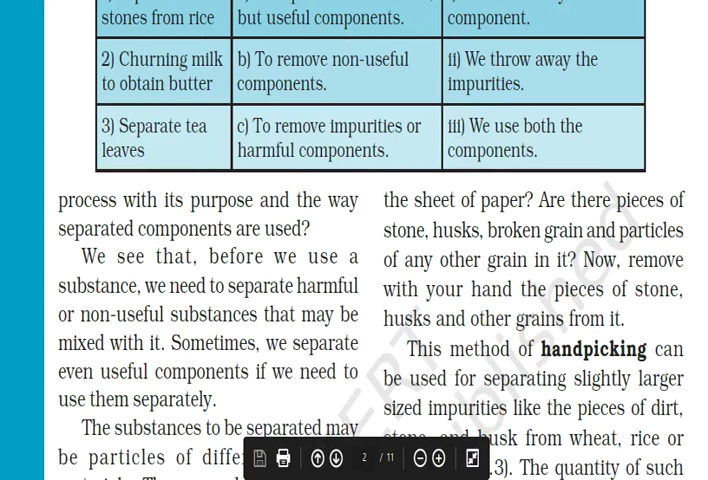 stones from rice
but useful components.
component.
2) Churning milk
to obtain butter
b) To remove non-useful
components.
ii) We throw away the
impurities.
3) Separate tea
leaves
c) To remove impurities or
harmful components.
iii) We use both the
components.
process with its purpose and the way
separated components are used?
We see that, before we use a
substance, we need to separate harmful
or non-useful substances that may be
mixed with it. Sometimes, we separate
even useful components if we need to
use them separately.
The substances to be separated may
be particles of
the sheet of paper? Are there pieces of
stone, husks, broken grain and particles
of any other grain in it? Now, remove
with your hand the pieces of stone,
husks and other grains from it.
This method of handpicking can
be used for separating slightly larger
sized impurities like the pieces of dirt,
stone, and husk from wheat, rice or
.3). The quantity of such
2 / 11